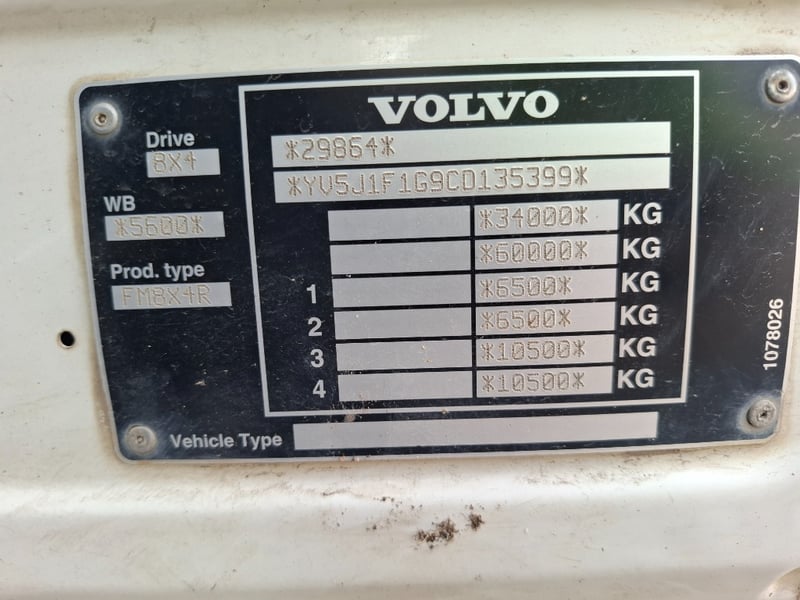 VOLVO
Drive
8X4
*29864*
*YV5J1F1G9CD135399*
WB
*5600*
*34000* KG
*60000* KG
Prod. type
FM8X4R
1 *6500* KG
2 *6500* KG
3 *10500* KG
4 *10500* KG
Vehicle Type
1078026